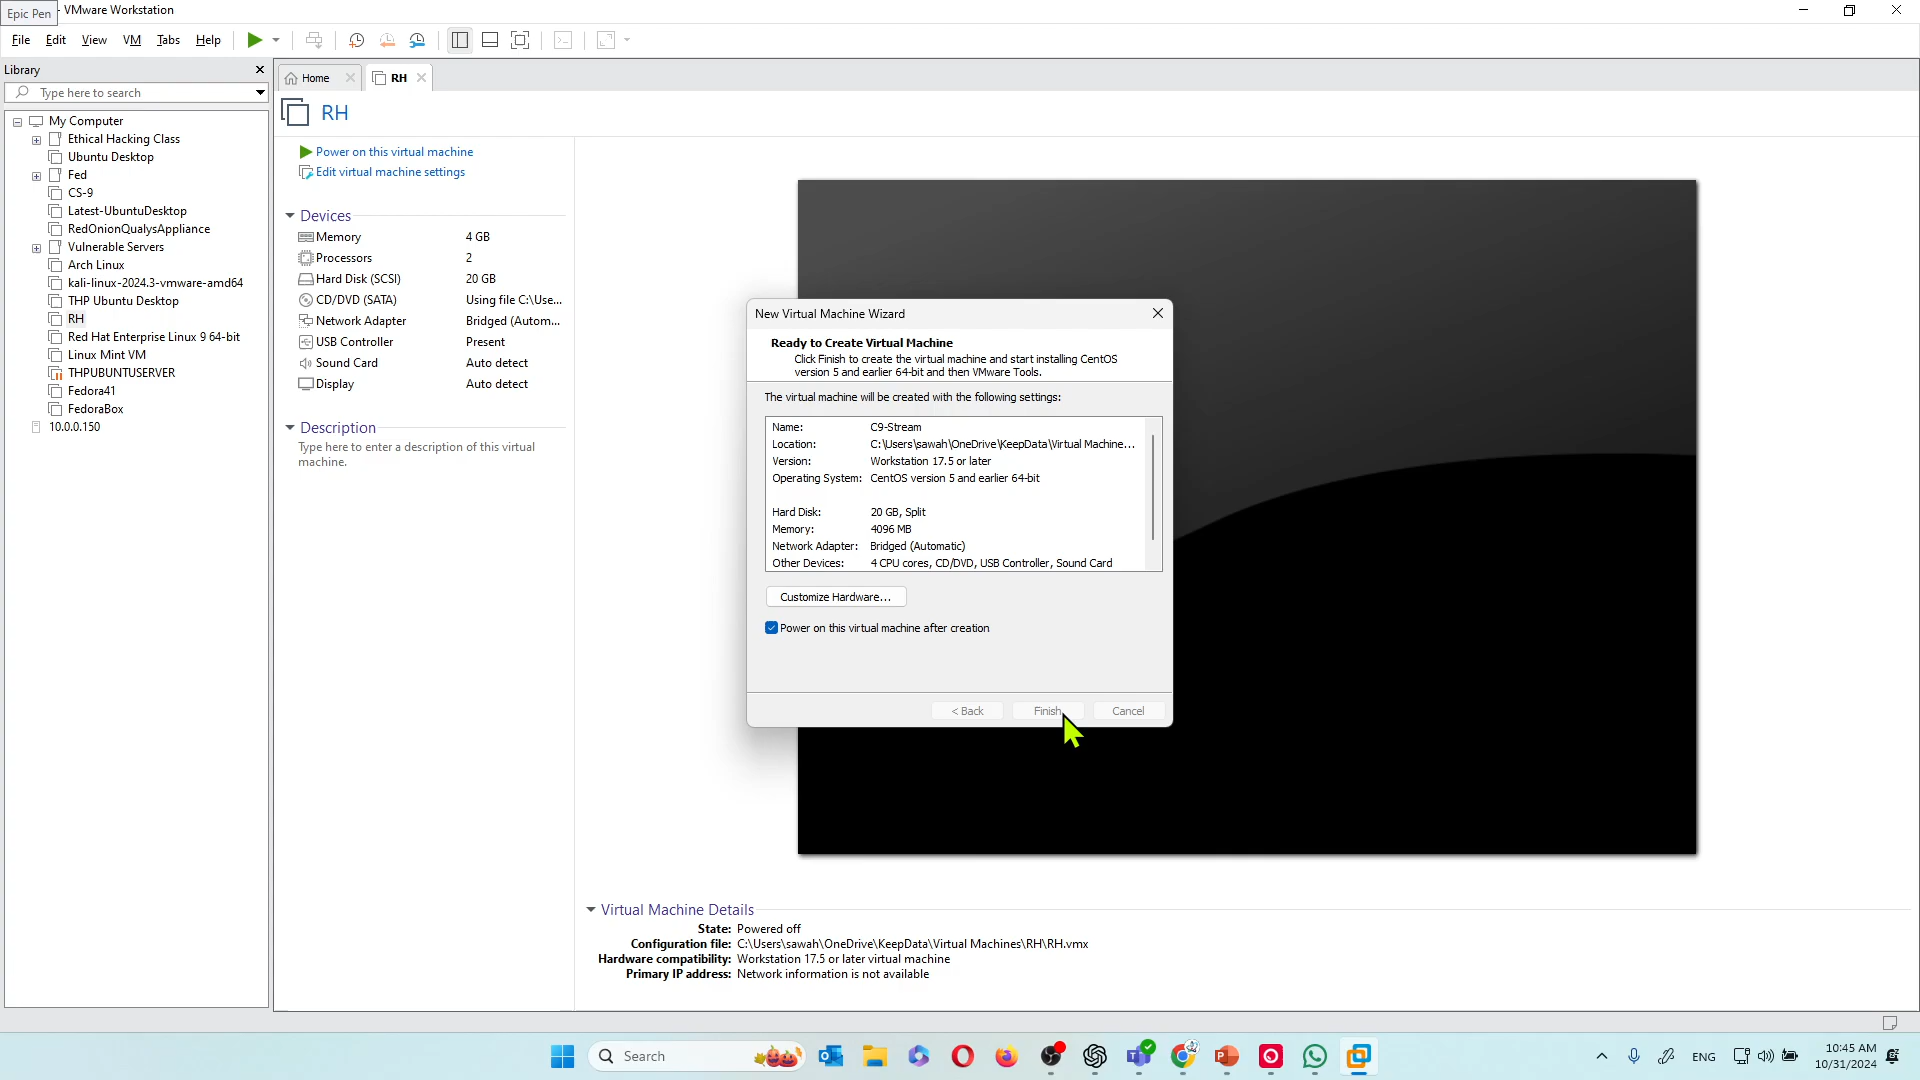 Epic Pen
- VMware Workstation
File Edit View VM Tabs Help
Library
Home
RH
Type here to search
RH
My Computer
Ethical Hacking Class
Ubuntu Desktop
Fed
CS-9
Latest-UbuntuDesktop
RedOnionQualysAppliance
Vulnerable Servers
Arch Linux
kali-linux-2024.3-vmware-amd64
THP Ubuntu Desktop
RH
Red Hat Enterprise Linux 9 64-bit
Linux Mint VM
THPUBUNTUSERVER
Fedora41
FedoraBox
10.0.0.150
Power on this virtual machine
Edit virtual machine settings
Devices
Memory 4 GB
Processors 2
Hard Disk (SCSI) 20 GB
CD/DVD (SATA) Using file C:\Use...
Network Adapter Bridged (Autom...
USB Controller Present
Sound Card Auto detect
Display Auto detect
Description
Type here to enter a description of this virtual
machine.
New Virtual Machine Wizard
Ready to Create Virtual Machine
Click Finish to create the virtual machine and start installing CentOS
version 5 and earlier 64-bit and then VMware Tools.
The virtual machine will be created with the following settings:
Name: C9-Stream
Location: C:\Users\sawah\OneDrive\KeepData\Virtual Machine...
Version: Workstation 17.5 or later
Operating System: CentOS version 5 and earlier 64-bit
Hard Disk: 20 GB, Split
Memory: 4096 MB
Network Adapter: Bridged (Automatic)
Other Devices: 4 CPU cores, CD/DVD, USB Controller, Sound Card
Customize Hardware...
Power on this virtual machine after creation
< Back Finish Cancel
Virtual Machine Details
State: Powered off
Configuration file: C:\Users\sawah\OneDrive\KeepData\Virtual Machines\RH\RH.vmx
Hardware compatibility: Workstation 17.5 or later virtual machine
Primary IP address: Network information is not available
Search
ENG
10:45 AM
10/31/2024